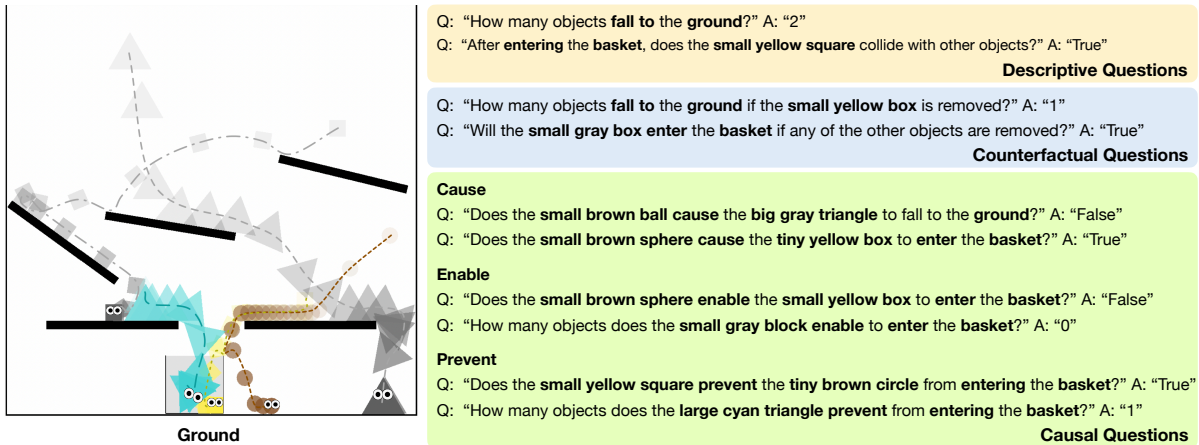 Q: “How many objects fall to the ground?” A: “2”
Q: “After entering the basket, does the small yellow square collide with other objects?” A: “True”
Descriptive Questions
Q: “How many objects fall to the ground if the small yellow box is removed?” A: “1”
Q: “Will the small gray box enter the basket if any of the other objects are removed?” A: “True”
Counterfactual Questions
Cause
Q: “Does the small brown ball cause the big gray triangle to fall to the ground?” A: “False”
Q: “Does the small brown sphere cause the tiny yellow box to enter the basket?” A: “True”
Enable
Q: “Does the small brown sphere enable the small yellow box to enter the basket?” A: “False”
Q: “How many objects does the small gray block enable to enter the basket?” A: “0”
Prevent
Q: “Does the small yellow square prevent the tiny brown circle from entering the basket?” A: “True”
Q: “How many objects does the large cyan triangle prevent from entering the basket?” A: “1”
Causal Questions
Ground